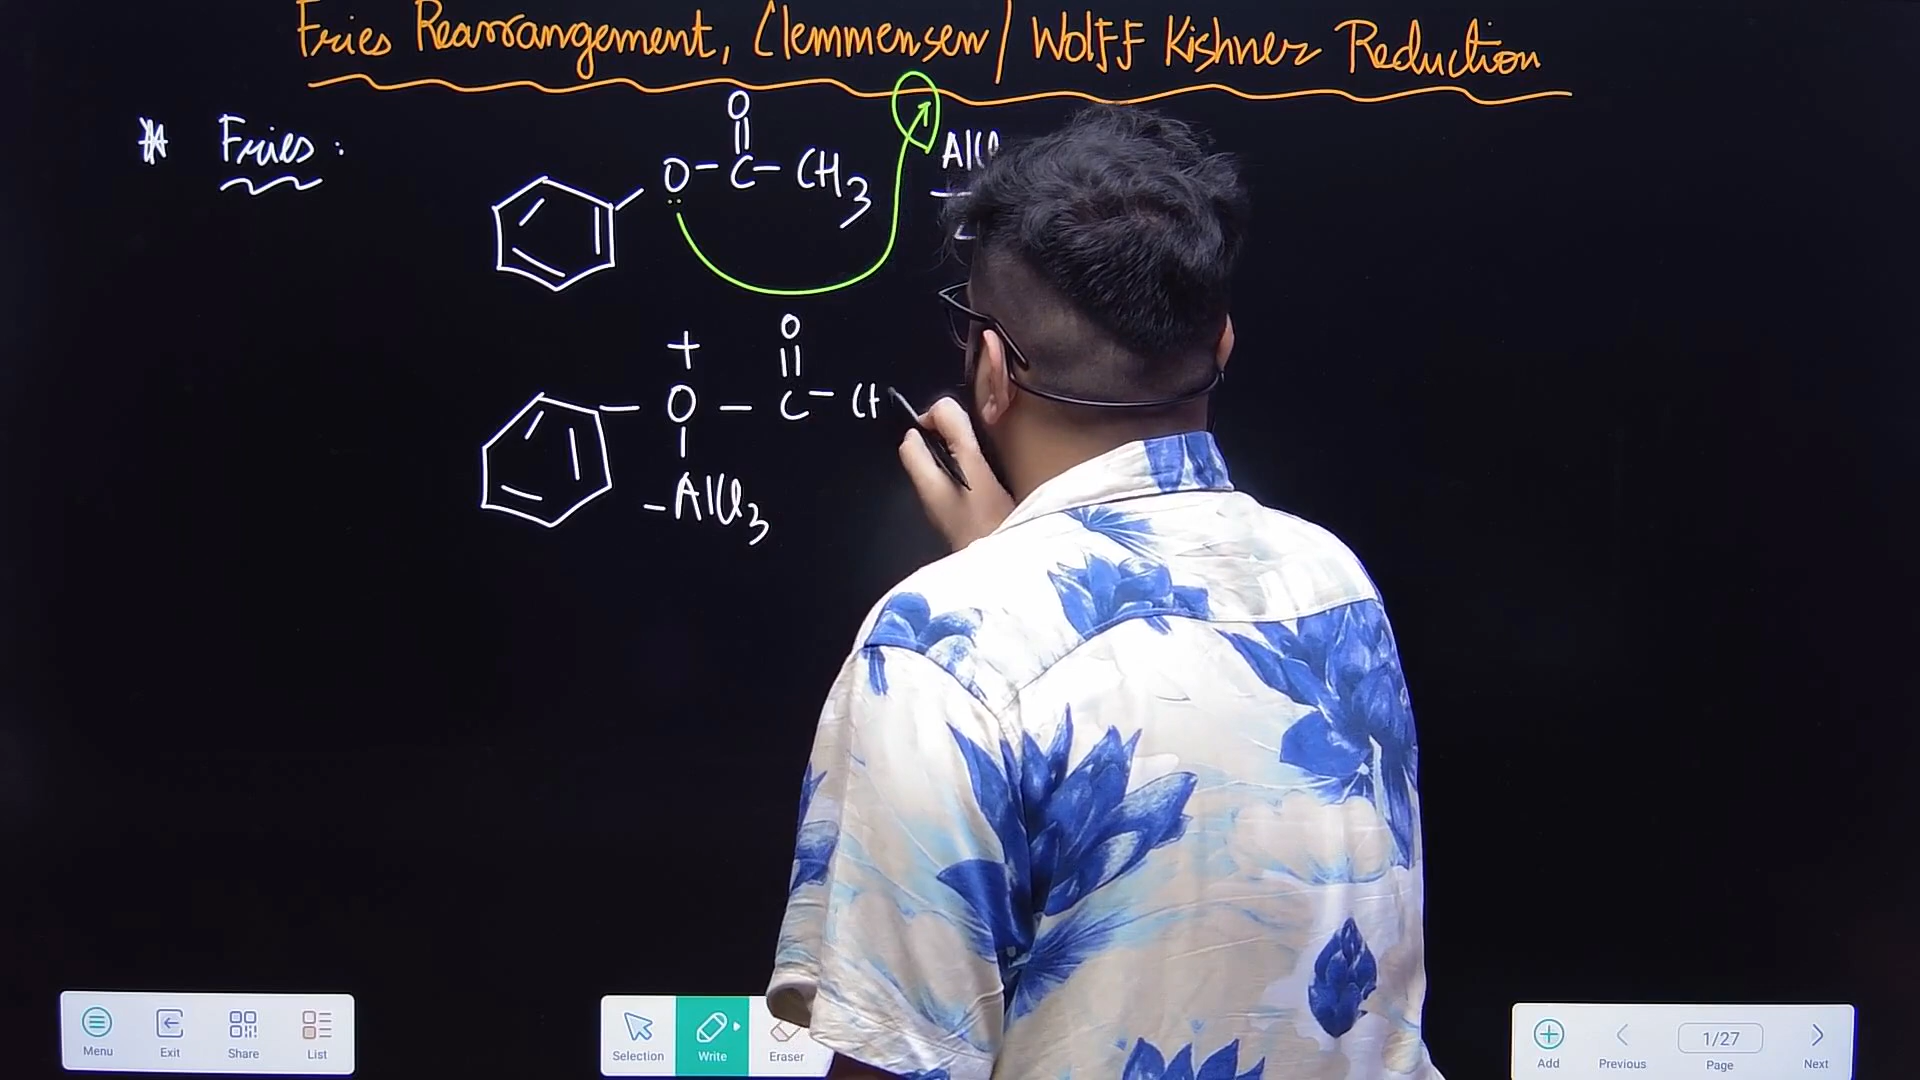 Fries Rearrangement, Clemmensen / Wolff Kishner Reduction
* Fries :
O
||
O - C - CH3
AlCl
+
O
||
O - C - CH
- AlCl3
Menu Exit Share List
Selection Write Eraser
Add Previous 1/27 Page Next